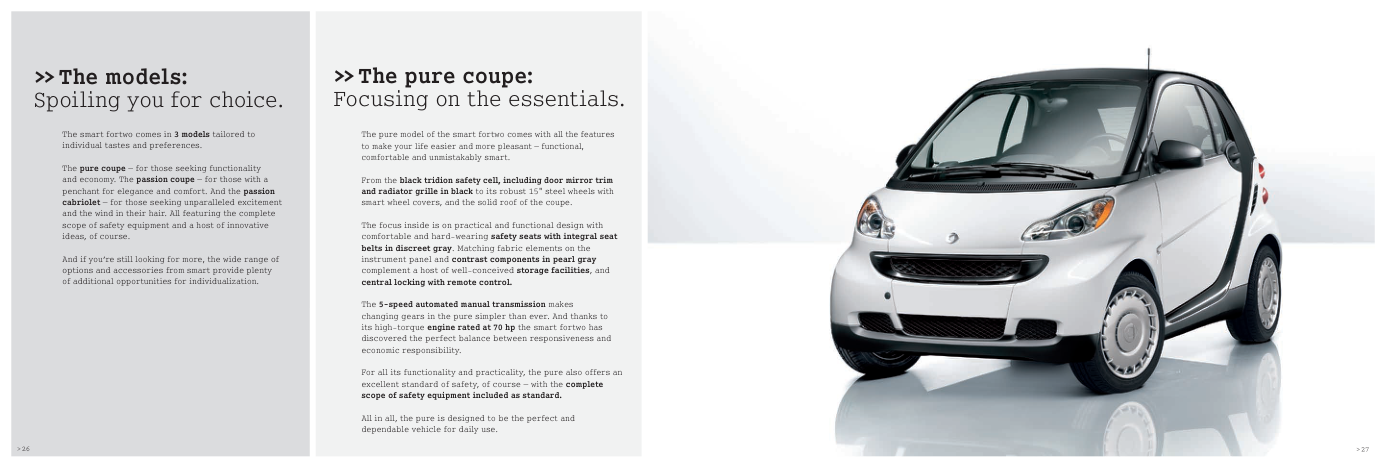 >> The models:
Spoiling you for choice.
The smart fortwo comes in 3 models tailored to
individual tastes and preferences.
The pure coupe – for those seeking functionality
and economy. The passion coupe – for those with a
penchant for elegance and comfort. And the passion
cabriolet – for those seeking unparalleled excitement
and the wind in their hair. All featuring the complete
scope of safety equipment and a host of innovative
ideas, of course.
And if you're still looking for more, the wide range of
options and accessories from smart provide plenty
of additional opportunities for individualization.
>26
>> The pure coupe:
Focusing on the essentials.
The pure model of the smart fortwo comes with all the features
to make your life easier and more pleasant – functional,
comfortable and unmistakably smart.
From the black tridion safety cell, including door mirror trim
and radiator grille in black to its robust 15" steel wheels with
smart wheel covers, and the solid roof of the coupe.
The focus inside is on practical and functional design with
comfortable and hard-wearing safety seats with integral seat
belts in discreet gray. Matching fabric elements on the
instrument panel and contrast components in pearl gray
complement a host of well-conceived storage facilities, and
central locking with remote control.
The 5-speed automated manual transmission makes
changing gears in the pure simpler than ever. And thanks to
its high-torque engine rated at 70 hp the smart fortwo has
discovered the perfect balance between responsiveness and
economic responsibility.
For all its functionality and practicality, the pure also offers an
excellent standard of safety, of course – with the complete
scope of safety equipment included as standard.
All in all, the pure is designed to be the perfect and
dependable vehicle for daily use.
>27